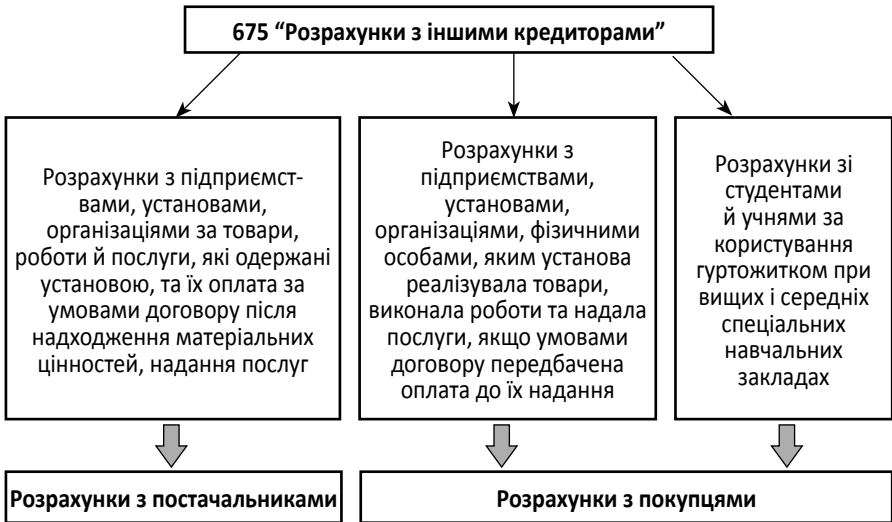 675 “Розрахунки з іншими кредиторами”
Розрахунки з підприємст-
вами, установами,
організаціями за товари,
роботи й послуги, які одержані
установою, та їх оплата за
умовами договору після
надходження матеріальних
цінностей, надання послуг
Розрахунки з
підприємствами,
установами,
організаціями, фізичними
особами, яким установа
реалізувала товари,
виконала роботи та надала
послуги, якщо умовами
договору передбачена
оплата до їх надання
Розрахунки зі
студентами
й учнями за
користування
гуртожитком при
вищих і середніх
спеціальних
навчальних
закладах
Розрахунки з постачальниками
Розрахунки з покупцями